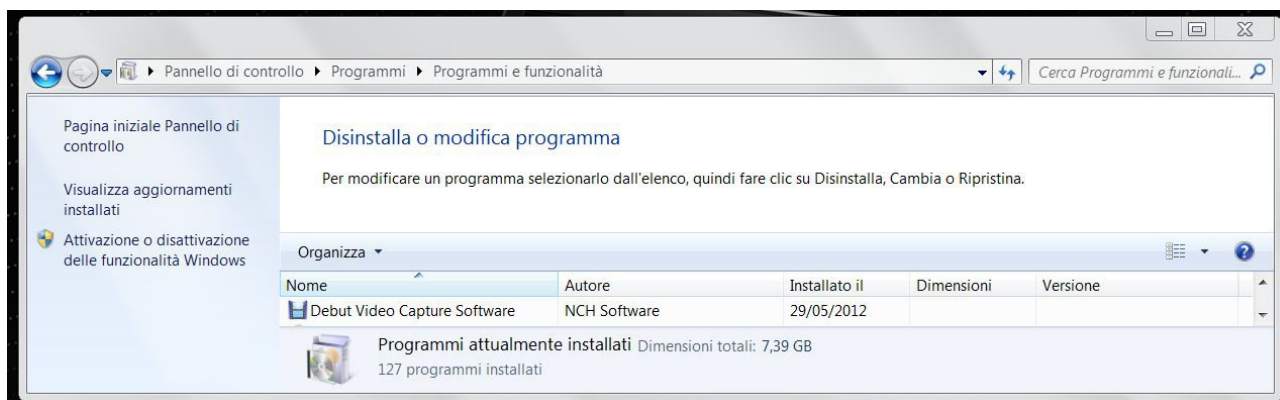 Pannello di controllo Programmi Programmi e funzionalità
Cerca Programmi e funzionali...
Pagina iniziale Pannello di
controllo
Visualizza aggiornamenti
installati
Attivazione o disattivazione
delle funzionalità Windows
Disinstalla o modifica programma
Per modificare un programma selezionarlo dall'elenco, quindi fare clic su Disinstalla, Cambia o Ripristina.
Organizza
Nome Autore Installato il Dimensioni Versione
Debut Video Capture Software NCH Software 29/05/2012
Programmi attualmente installati Dimensioni totali: 7,39 GB
127 programmi installati